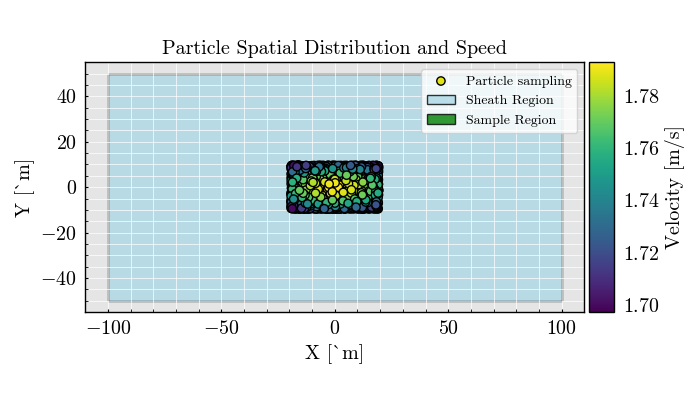 Particle Spatial Distribution and Speed
Particle sampling
Sheath Region
Sample Region
40
20
0
−20
−40
Y [`m]
−100
−50
0
50
100
X [`m]
1.78
1.76
1.74
1.72
1.70
Velocity [m/s]